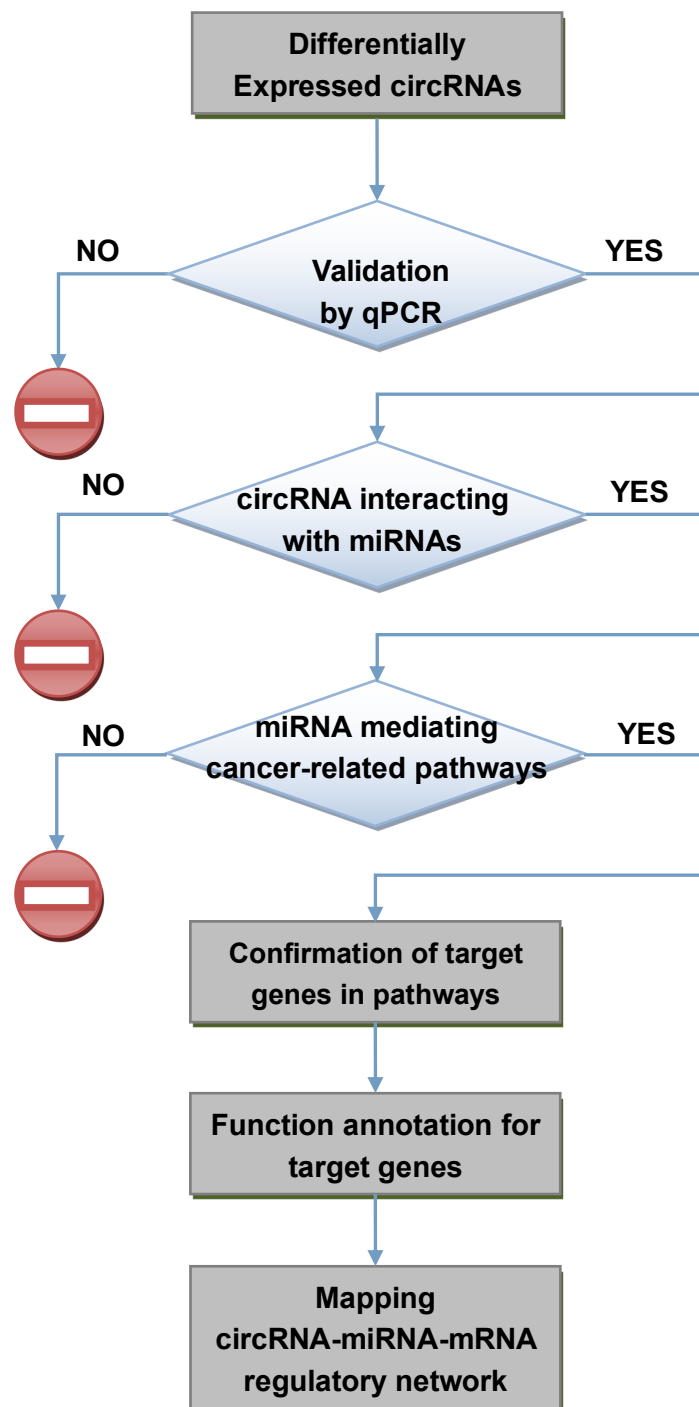 Differentially
Expressed circRNAs
NO
YES
Validation
by qPCR
NO
YES
circRNA interacting
with miRNAs
NO
YES
miRNA mediating
cancer-related pathways
Confirmation of target
genes in pathways
Function annotation for
target genes
Mapping
circRNA-miRNA-mRNA
regulatory network